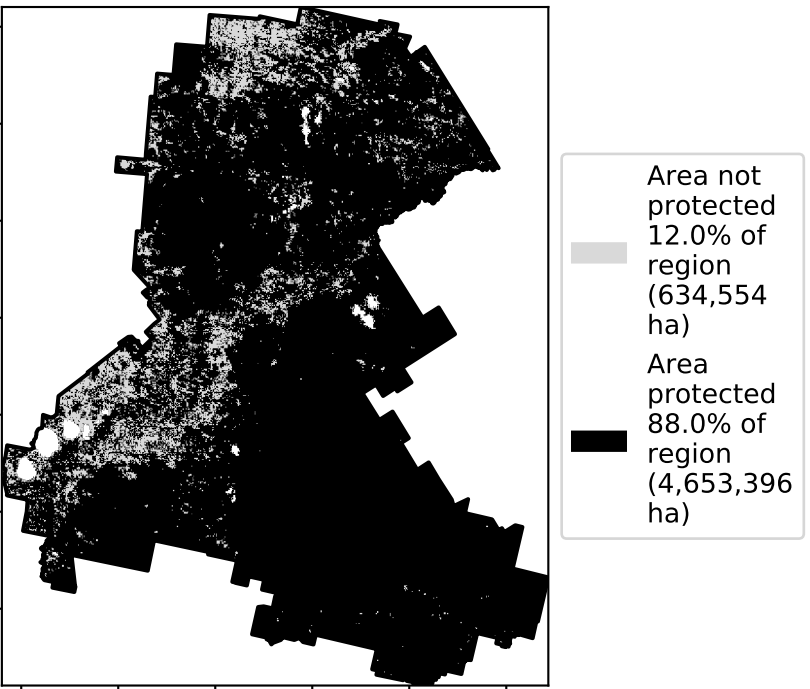 Area not
protected
12.0% of
region
(634,554
ha)
Area
protected
88.0% of
region
(4,653,396
ha)